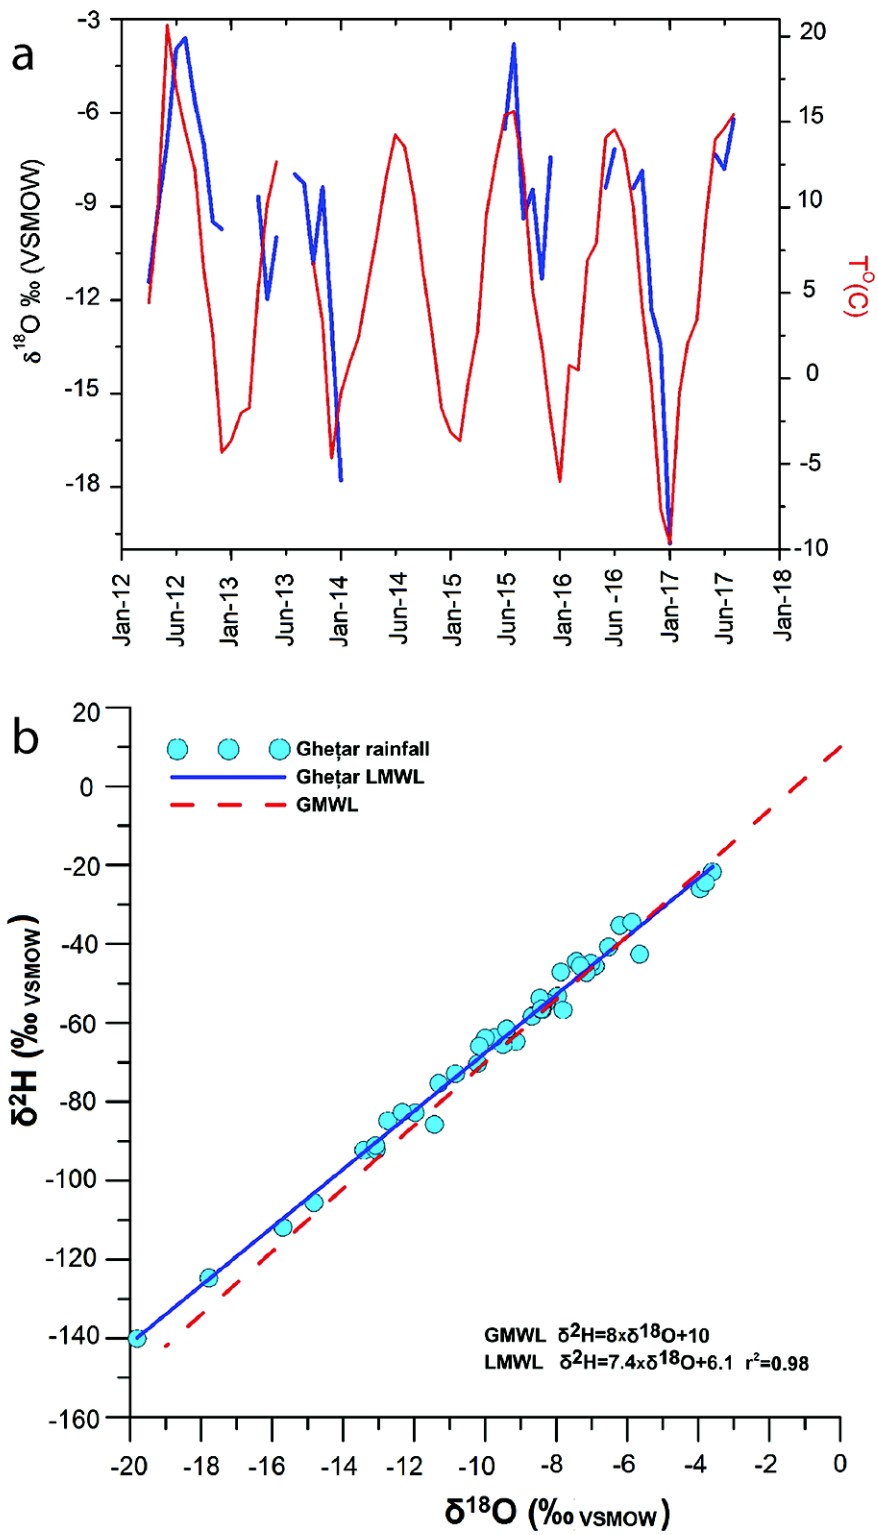 a
-3
-6
-9
-12
-15
-18
δ18O ‰ (VSMOW)
20
15
10
5
0
-5
-10
TO(C)
Jan-12
Jun-12
Jan-13
Jun-13
Jan-14
Jun-14
Jan-15
Jun-15
Jan-16
Jun-16
Jan-17
Jun-17
Jan-18
b
20
0
-20
-40
-60
-80
-100
-120
-140
-160
δ2H (‰ VSMOW)
Ghețar rainfall
Ghețar LMWL
GMWL
GMWL δ2H=8xδ18O+10
LMWL δ2H=7.4xδ18O+6.1 r2=0.98
-20
-18
-16
-14
-12
-10
-8
-6
-4
-2
0
δ18O (‰ VSMOW)